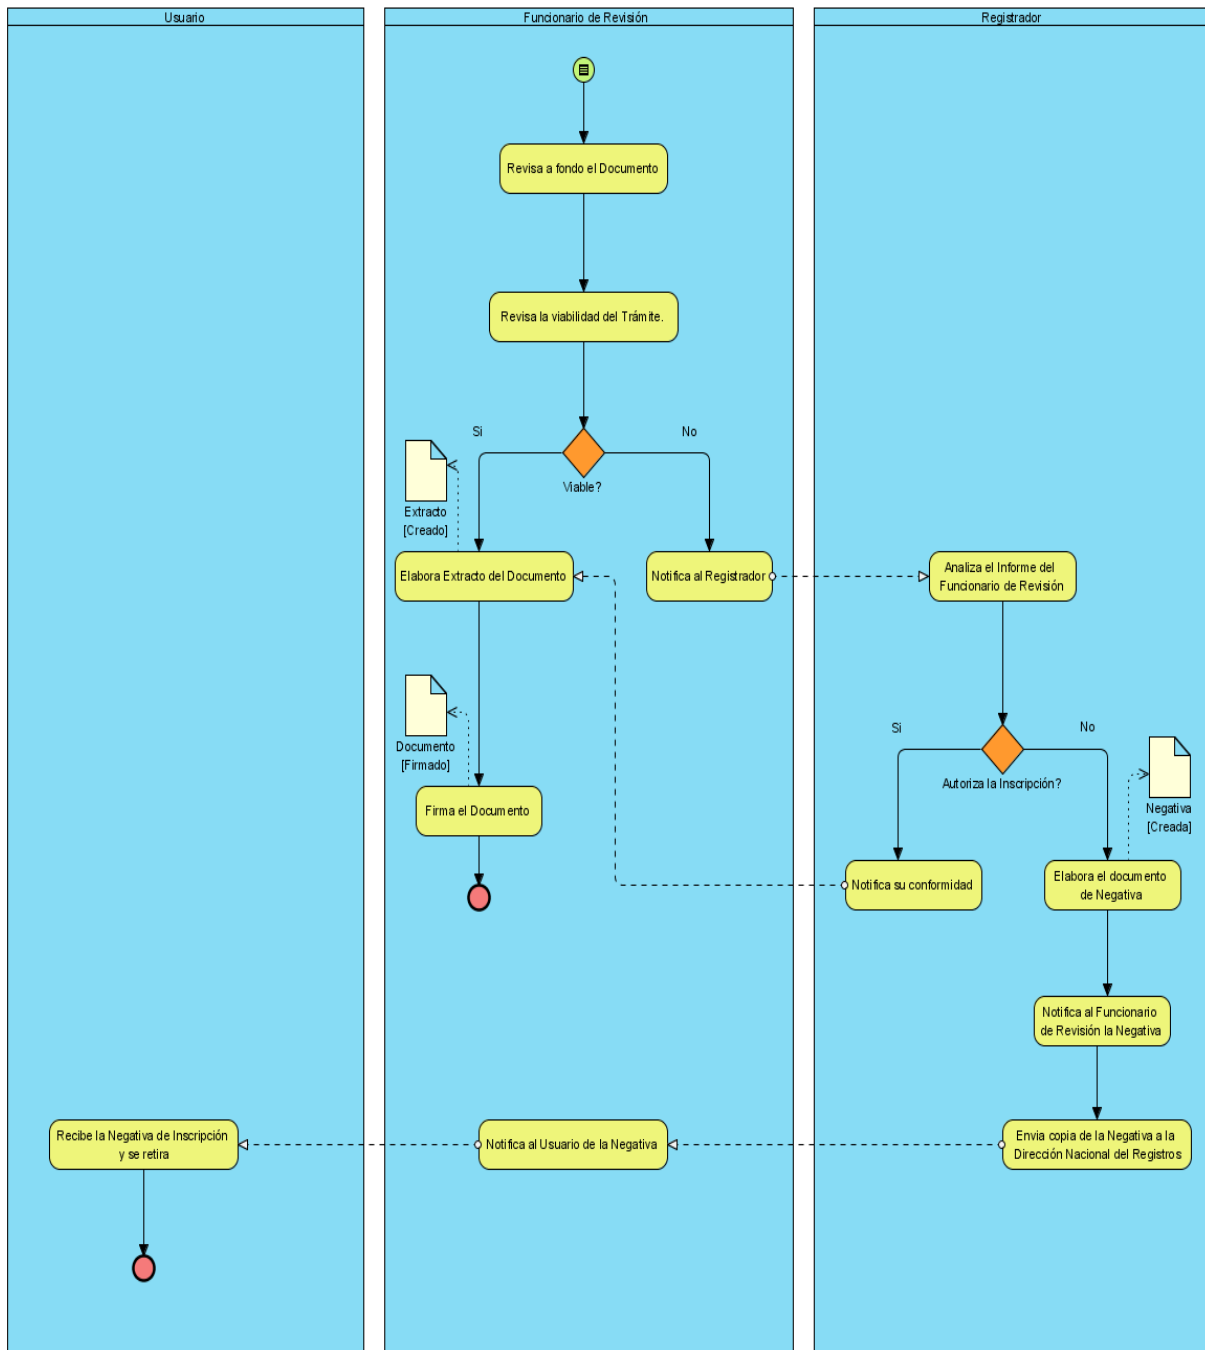 Usuario
Funcionario de Revisión
Registrador
Revisa a fondo el Documento
Revisa la viabilidad del Trámite.
Si
No
Viable?
Extracto
[Creado]
Elabora Extracto del Documento
Notifica al Registrador
Analiza el Informe del
Funcionario de Revisión
Documento
[Firmado]
Si
No
Autoriza la Inscripción?
Negativa
[Creada]
Firma el Documento
Notifica su conformidad
Elabora el documento
de Negativa
Notifica al Funcionario
de Revisión la Negativa
Recibe la Negativa de Inscripción
y se retira
Notifica al Usuario de la Negativa
Envia copia de la Negativa a la
Dirección Nacional del Registros